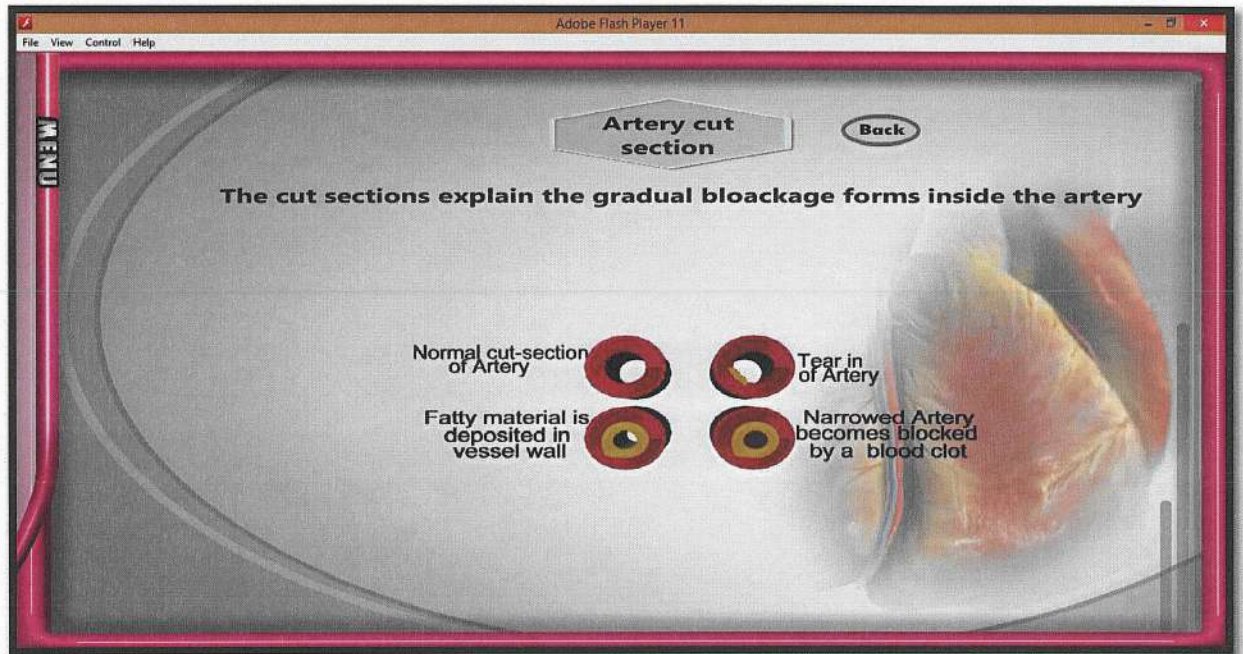 Adobe Flash Player 11
File View Control Help
MENU
Artery cut
section
Back
The cut sections explain the gradual bloackage forms inside the artery
Normal cut-section
of Artery
Tear in
of Artery
Fatty material is
deposited in
vessel wall
Narrowed Artery
becomes blocked
by a blood clot